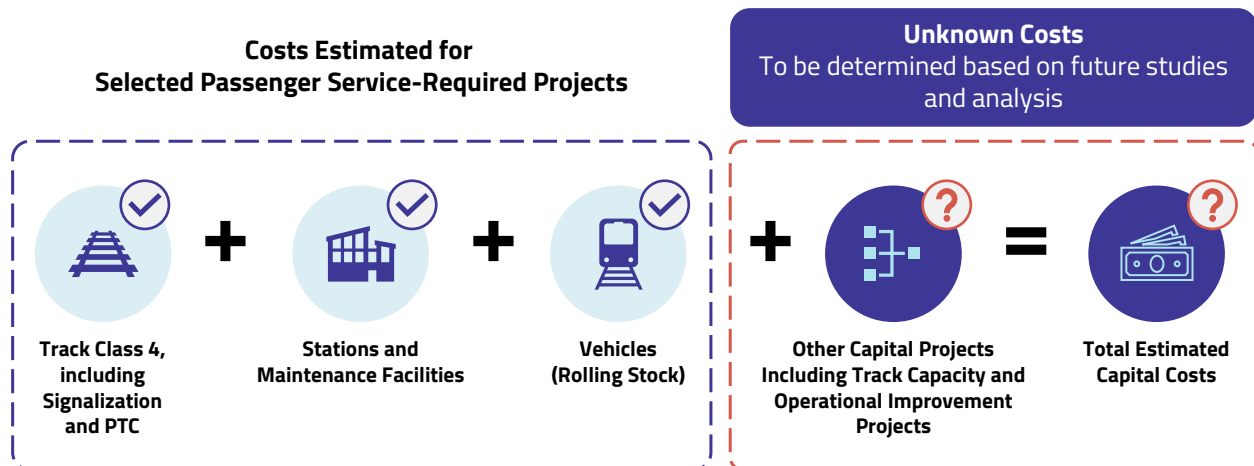 Costs Estimated for
Selected Passenger Service-Required Projects
Unknown Costs
To be determined based on future studies
and analysis
+
+
+
?
=
?
Track Class 4,
including
Signalization
and PTC
Stations and
Maintenance Facilities
Vehicles
(Rolling Stock)
Other Capital Projects
Including Track Capacity and
Operational Improvement
Projects
Total Estimated
Capital Costs